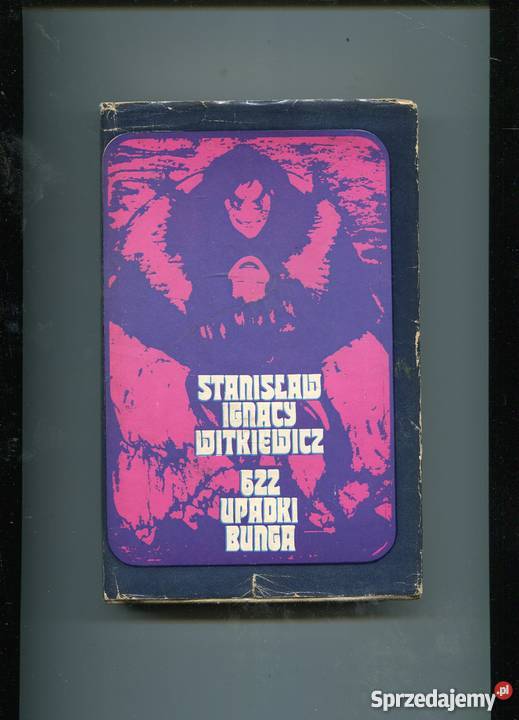 STANISŁAW
IGNACY
WITKIEWICZ
622
UPADKI
BUNGA
Sprzedajemy.pl